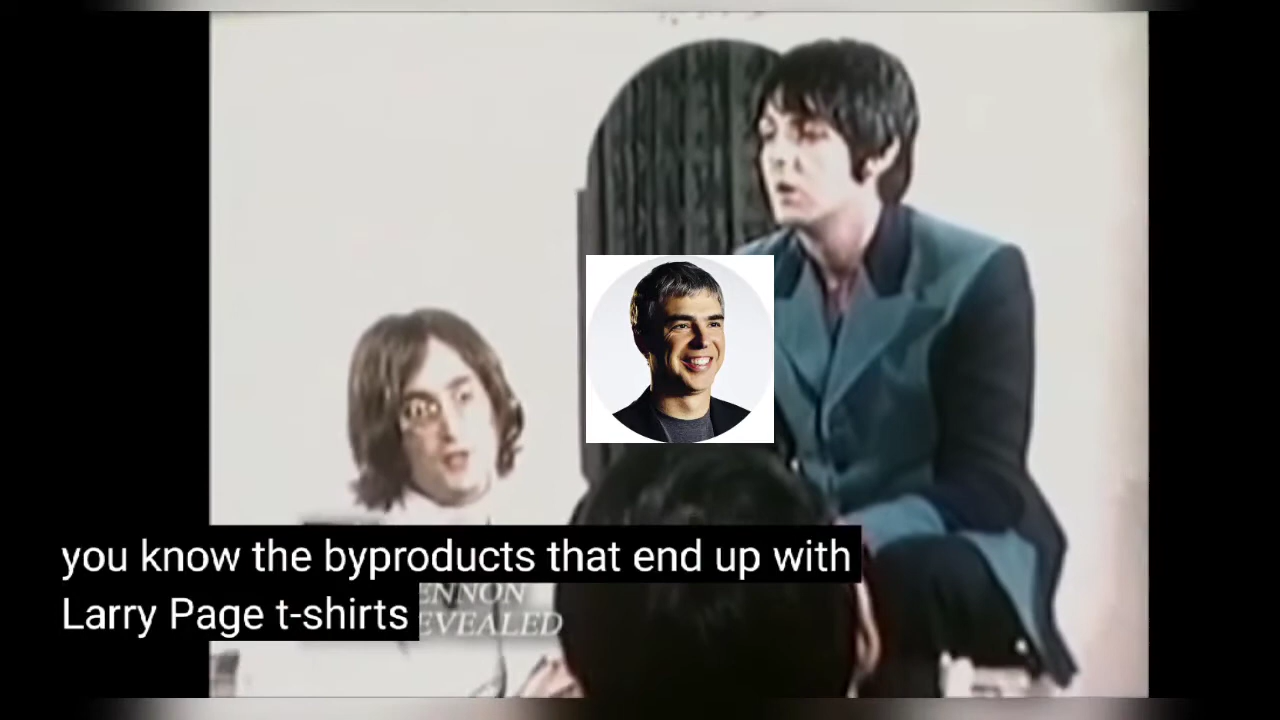 you know the byproducts that end up with
Larry Page t-shirts
ENNON
EVEALED